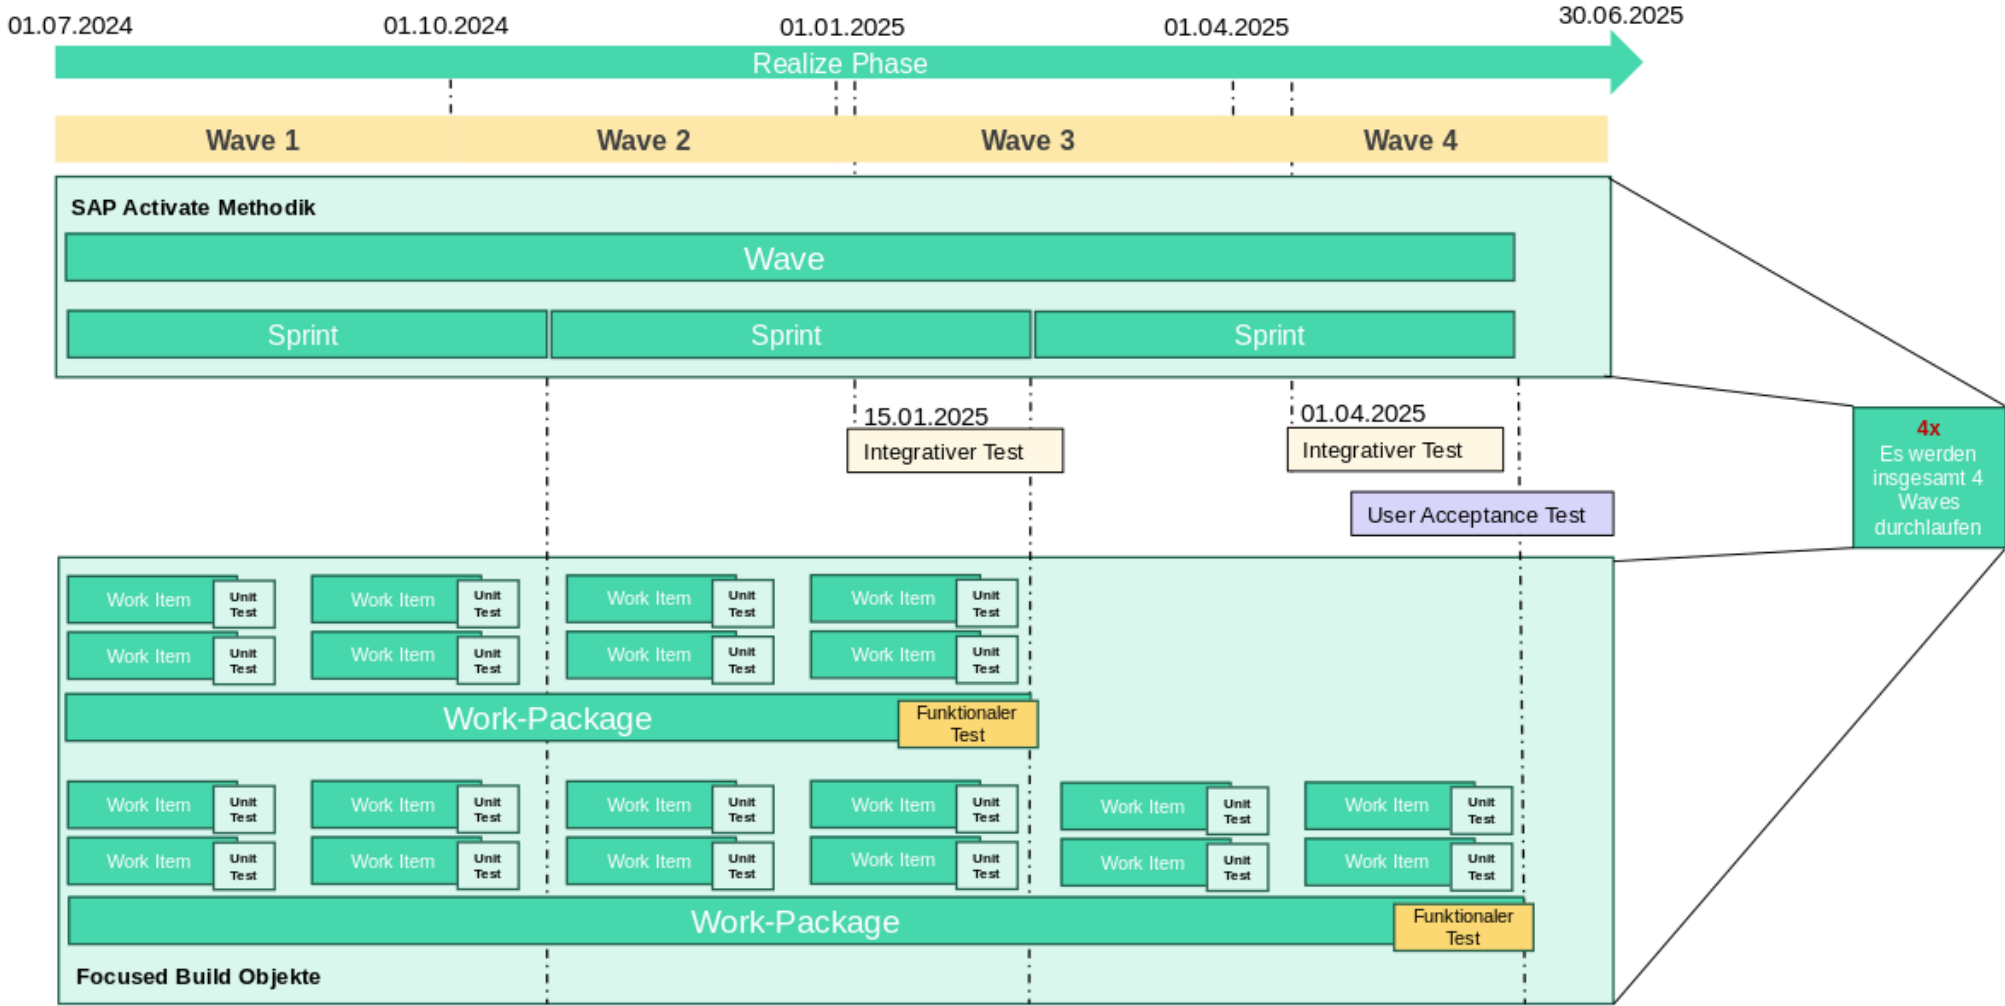 01.07.2024
01.10.2024
01.01.2025
01.04.2025
30.06.2025
Realize Phase
Wave 1
Wave 2
Wave 3
Wave 4
SAP Activate Methodik
Wave
Sprint
Sprint
Sprint
15.01.2025
Integrativer Test
01.04.2025
Integrativer Test
User Acceptance Test
4x
Es werden
insgesamt 4
Waves
durchlaufen
Work Item
Unit
Test
Work Item
Unit
Test
Work Item
Unit
Test
Work Item
Unit
Test
Work Item
Unit
Test
Work Item
Unit
Test
Work Item
Unit
Test
Work Item
Unit
Test
Work-Package
Funktionaler
Test
Work Item
Unit
Test
Work Item
Unit
Test
Work Item
Unit
Test
Work Item
Unit
Test
Work Item
Unit
Test
Work Item
Unit
Test
Work Item
Unit
Test
Work Item
Unit
Test
Work Item
Unit
Test
Work Item
Unit
Test
Work Item
Unit
Test
Work Item
Unit
Test
Work-Package
Funktionaler
Test
Focused Build Objekte